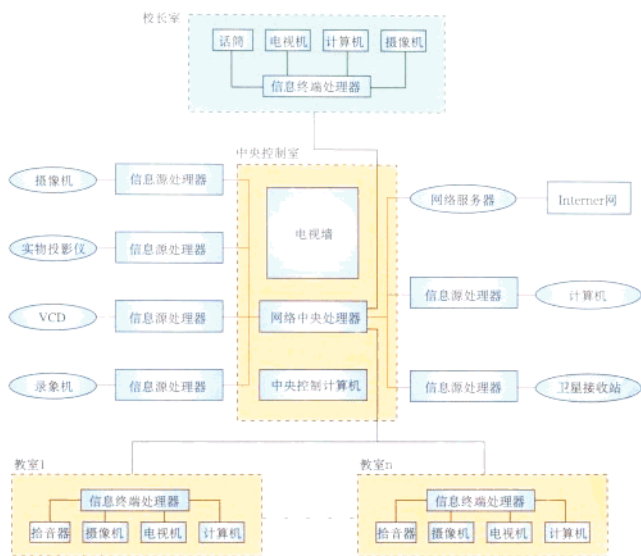 校长室
话筒 电视机 计算机 摄像机
信息终端处理器
中央控制室
摄像机 信息源处理器 网络服务器 Interner网
电视墙
实物投影仪 信息源处理器
信息源处理器 计算机
VCD 信息源处理器 网络中央处理器
录象机 信息源处理器 中央控制计算机 信息源处理器 卫星接收站
教室1 教室n
信息终端处理器 信息终端处理器
拾音器 摄像机 电视机 计算机 拾音器 摄像机 电视机 计算机